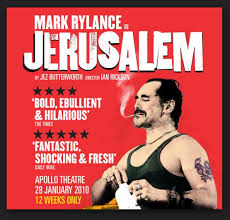 MARK RYLANCE IN
JERUSALEM
BY JEZ BUTTERWORTH DIRECTOR IAN RICKSON
★★★★★
'BOLD, EBULLIENT
& HILARIOUS'
THE TIMES
★★★★★
'FANTASTIC,
SHOCKING & FRESH'
DAILY MAIL
APOLLO THEATRE
28 JANUARY 2010
12 WEEKS ONLY